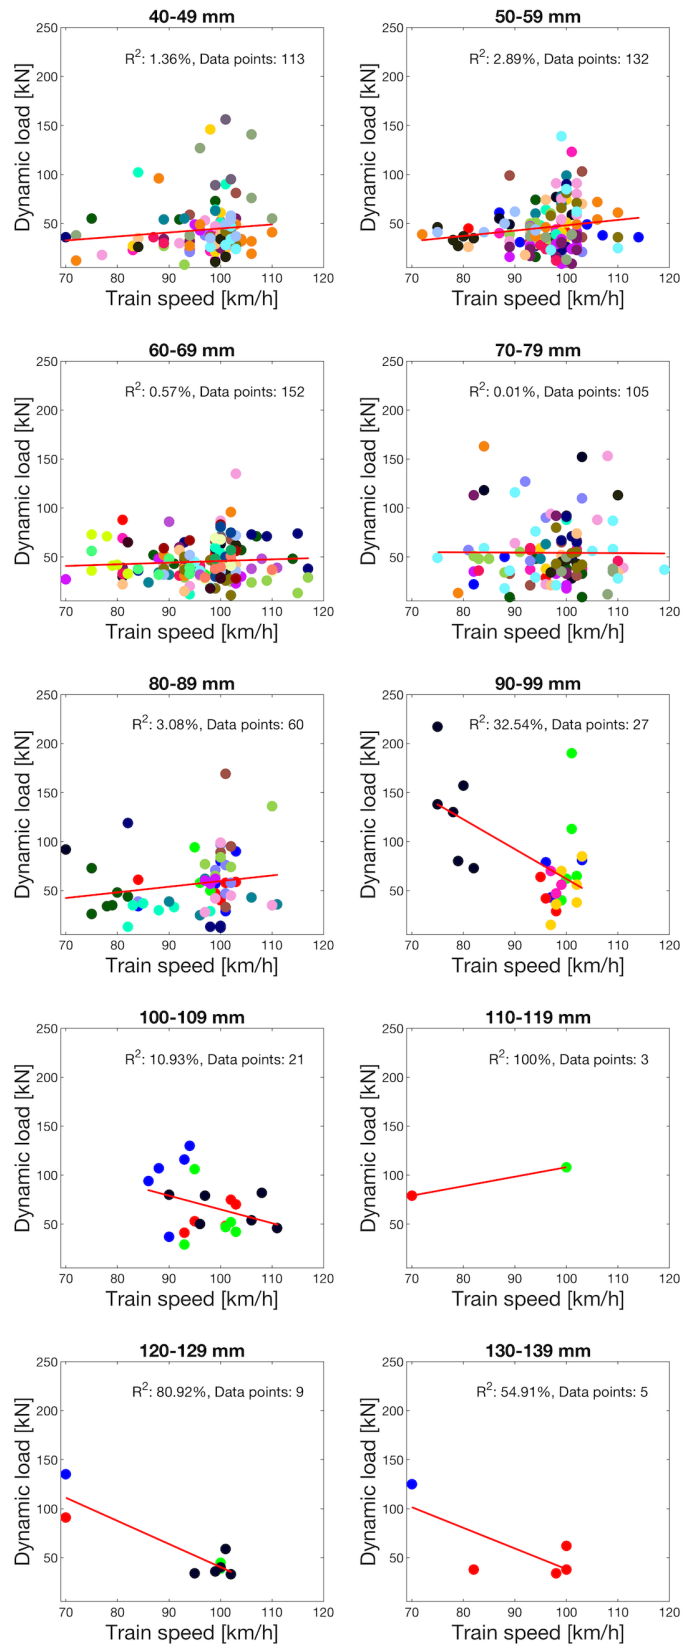 40-49 mm
R²: 1.36%, Data points: 113
Dynamic load [kN]
250
200
150
100
50
70 80 90 100 110 120
Train speed [km/h]
50-59 mm
R²: 2.89%, Data points: 132
Dynamic load [kN]
250
200
150
100
50
70 80 90 100 110 120
Train speed [km/h]
60-69 mm
R²: 0.57%, Data points: 152
Dynamic load [kN]
250
200
150
100
50
70 80 90 100 110 120
Train speed [km/h]
70-79 mm
R²: 0.01%, Data points: 105
Dynamic load [kN]
250
200
150
100
50
70 80 90 100 110 120
Train speed [km/h]
80-89 mm
R²: 3.08%, Data points: 60
Dynamic load [kN]
250
200
150
100
50
70 80 90 100 110 120
Train speed [km/h]
90-99 mm
R²: 32.54%, Data points: 27
Dynamic load [kN]
250
200
150
100
50
70 80 90 100 110 120
Train speed [km/h]
100-109 mm
R²: 10.93%, Data points: 21
Dynamic load [kN]
250
200
150
100
50
70 80 90 100 110 120
Train speed [km/h]
110-119 mm
R²: 100%, Data points: 3
Dynamic load [kN]
250
200
150
100
50
70 80 90 100 110 120
Train speed [km/h]
120-129 mm
R²: 80.92%, Data points: 9
Dynamic load [kN]
250
200
150
100
50
70 80 90 100 110 120
Train speed [km/h]
130-139 mm
R²: 54.91%, Data points: 5
Dynamic load [kN]
250
200
150
100
50
70 80 90 100 110 120
Train speed [km/h]